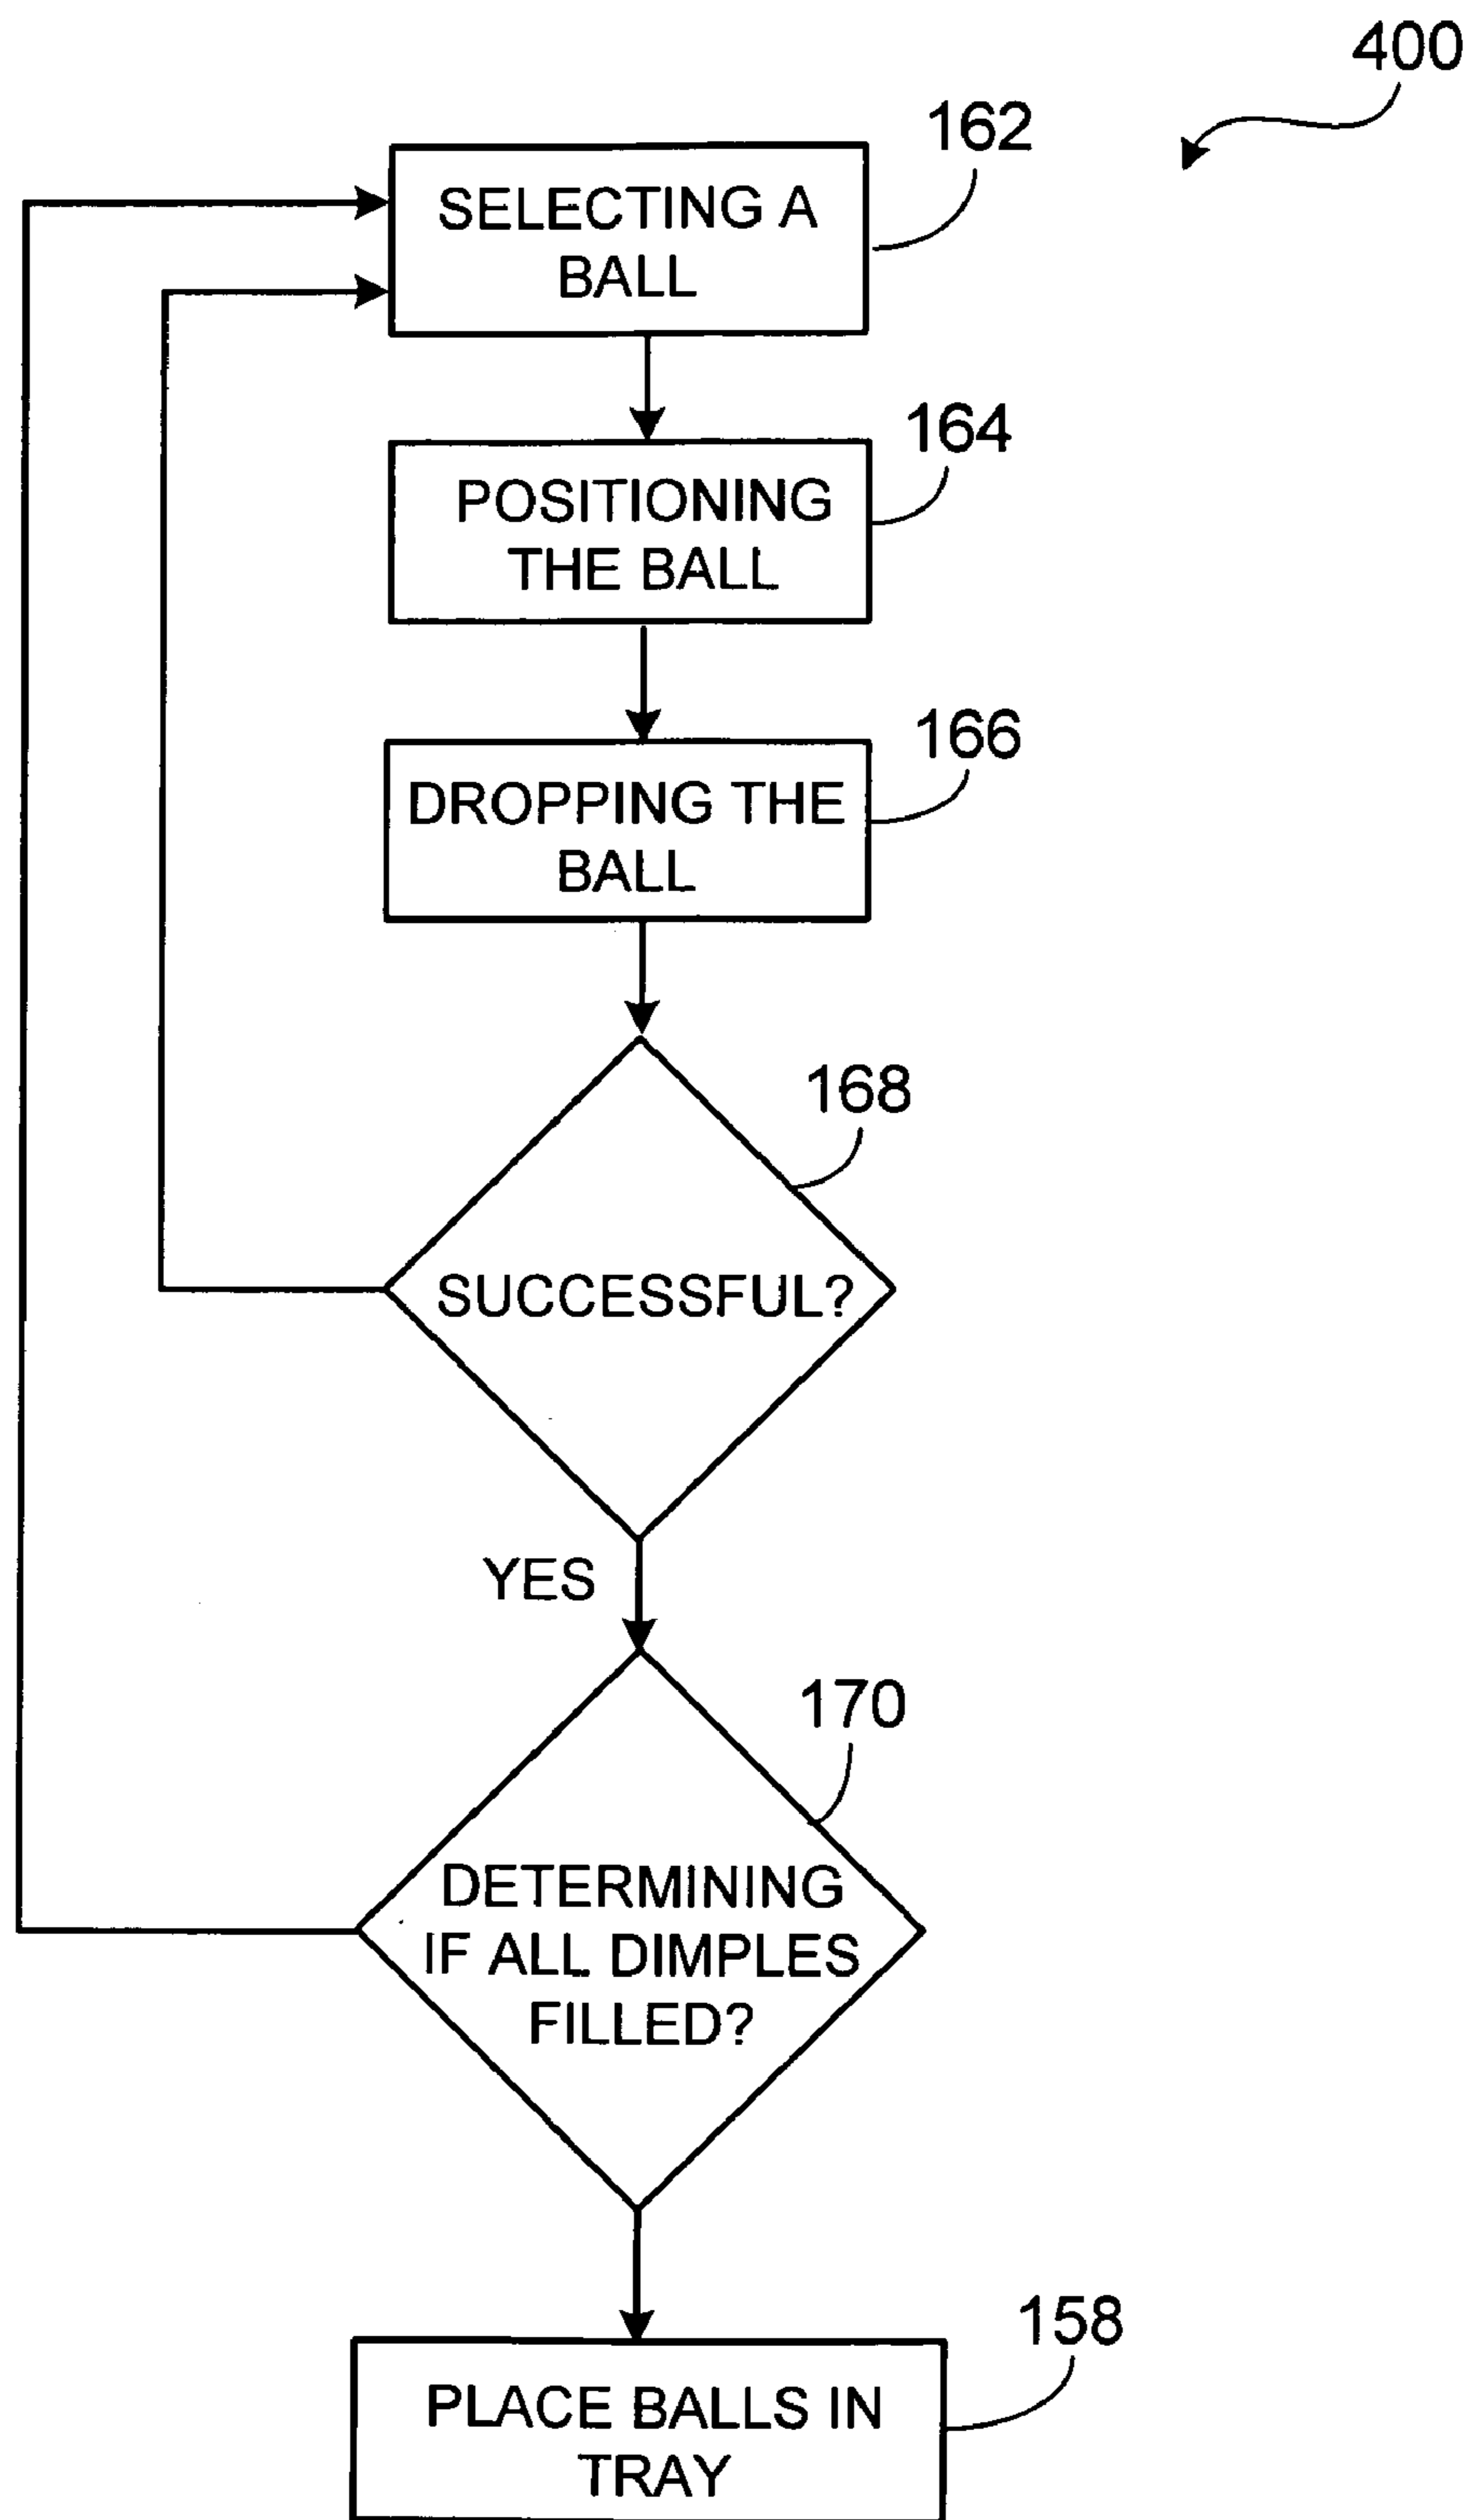 400
162
SELECTING A
BALL
164
POSITIONING
THE BALL
166
DROPPING THE
BALL
168
SUCCESSFUL?
YES
170
DETERMINING
IF ALL DIMPLES
FILLED?
158
PLACE BALLS IN
TRAY